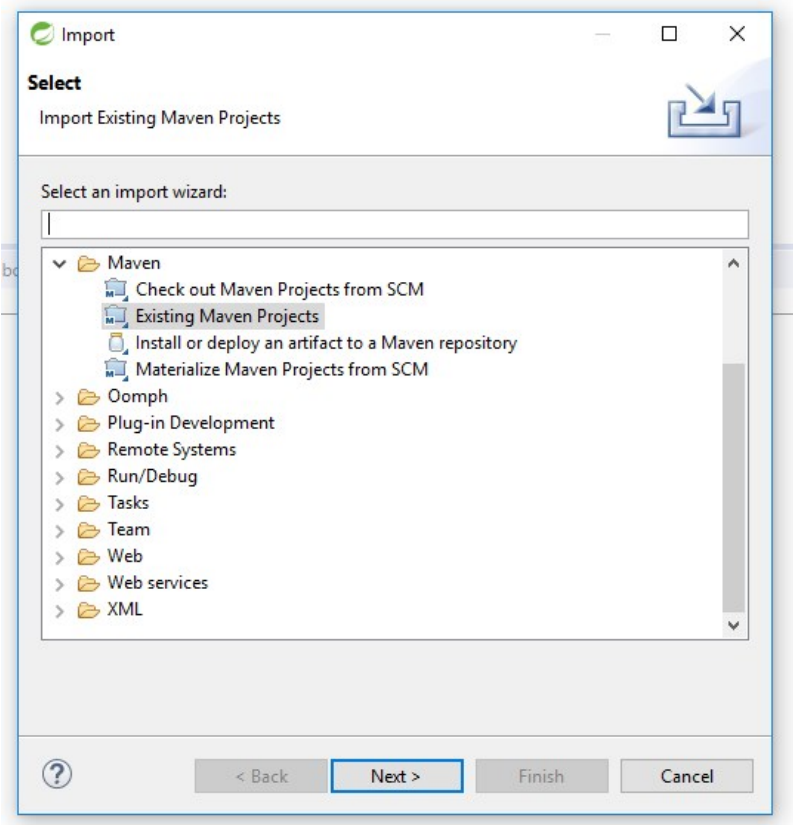 Import
Select
Import Existing Maven Projects
Select an import wizard:
Maven
Check out Maven Projects from SCM
Existing Maven Projects
Install or deploy an artifact to a Maven repository
Materialize Maven Projects from SCM
Oomph
Plug-in Development
Remote Systems
Run/Debug
Tasks
Team
Web
Web services
XML
?
< Back
Next >
Finish
Cancel